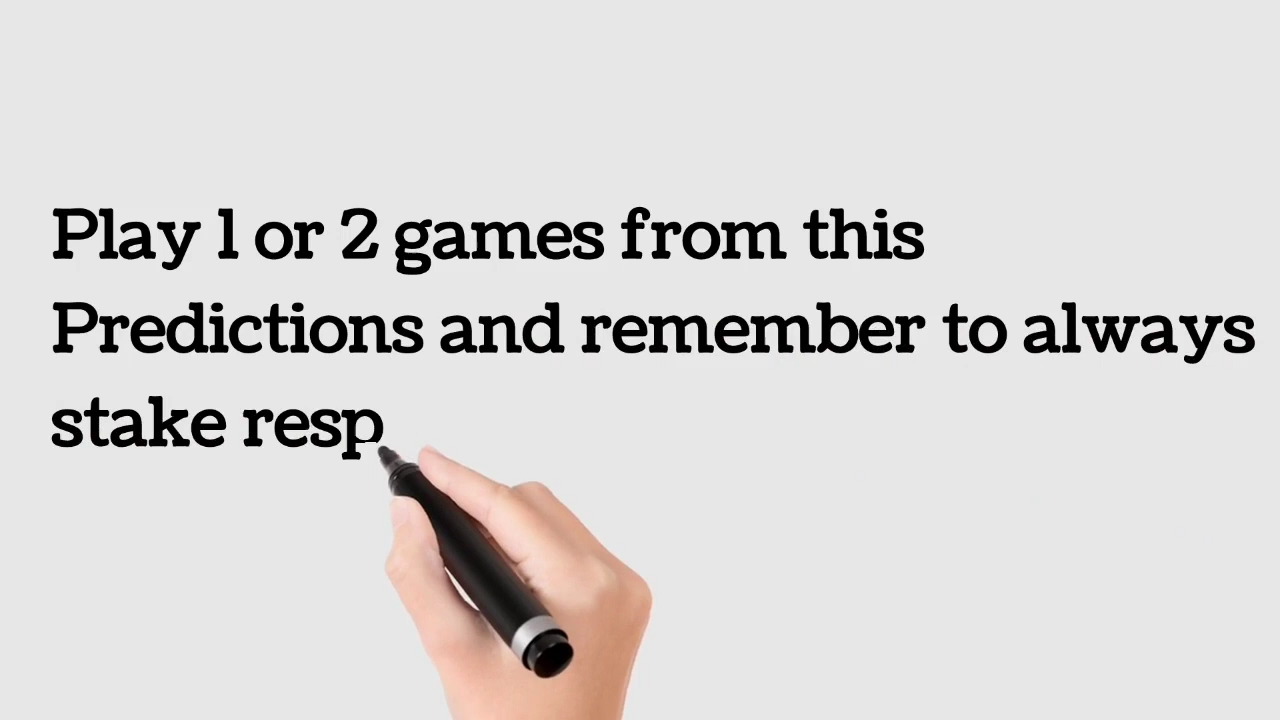 Play 1 or 2 games from this
Predictions and remember to always
stake resp